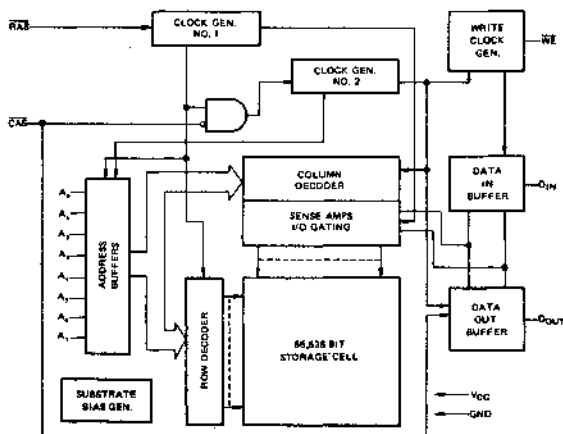 RAS
CLOCK GEN.
NO. 1
WRITE
CLOCK
GEN.
WE
CLOCK GEN.
NO. 2
CAS
COLUMN
DECODER
DATA
IN
BUFFER
DIN
SENSE AMPS
I/O GATING
ADDRESS
BUFFERS
ROW DECODER
65,536 BIT
STORAGE CELL
DATA
OUT
BUFFER
DOUT
SUBSTRATE
BIAS GEN.
VCC
GND